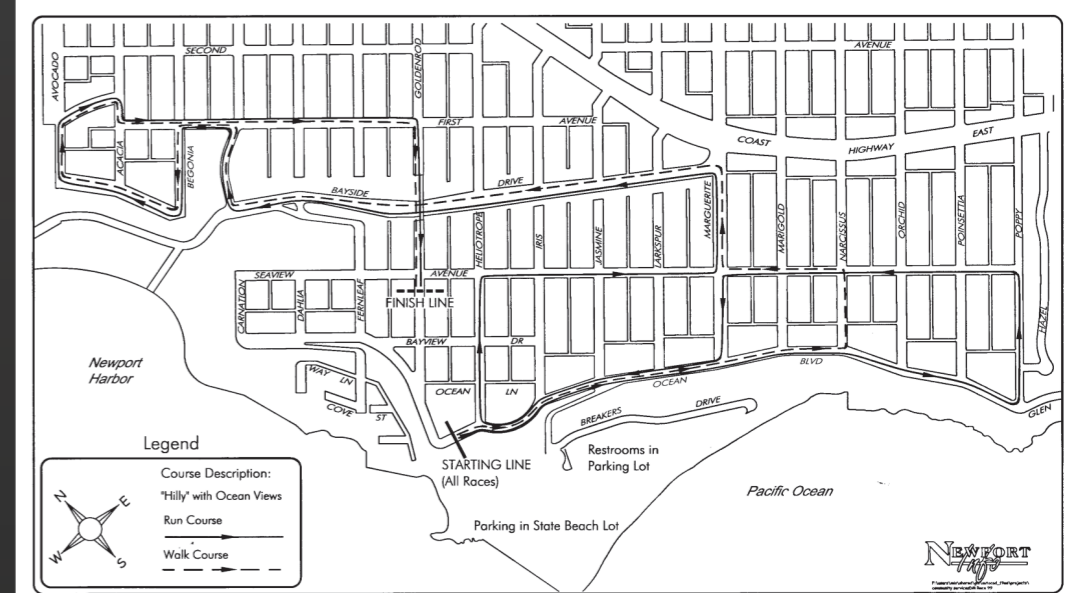 AVOCADO
SECOND
GOLDENROD
AVENUE
FIRST
AVENUE
ACACIA
BEGONIA
COAST
HIGHWAY
EAST
BAYSIDE
DRIVE
HELIOTROPE
IRIS
JASMINE
LARKSPUR
MARGUERITE
MARIGOLD
NARCISSUS
ORCHID
POINSETTIA
POPPY
HAZEL
SEAVIEW
AVENUE
CARNATION
DAHLIA
FERNLEAF
FINISH LINE
BAYVIEW
DR
OCEAN
LN
OCEAN
BLVD
WAY
LN
COVE
ST
BREAKERS
DRIVE
GLEN
Newport
Harbor
STARTING LINE
(All Races)
Restrooms in
Parking Lot
Parking in State Beach Lot
Pacific Ocean
Legend
N
E
W
S
Course Description:
"Hilly" with Ocean Views
Run Course
Walk Course
NEWPORT